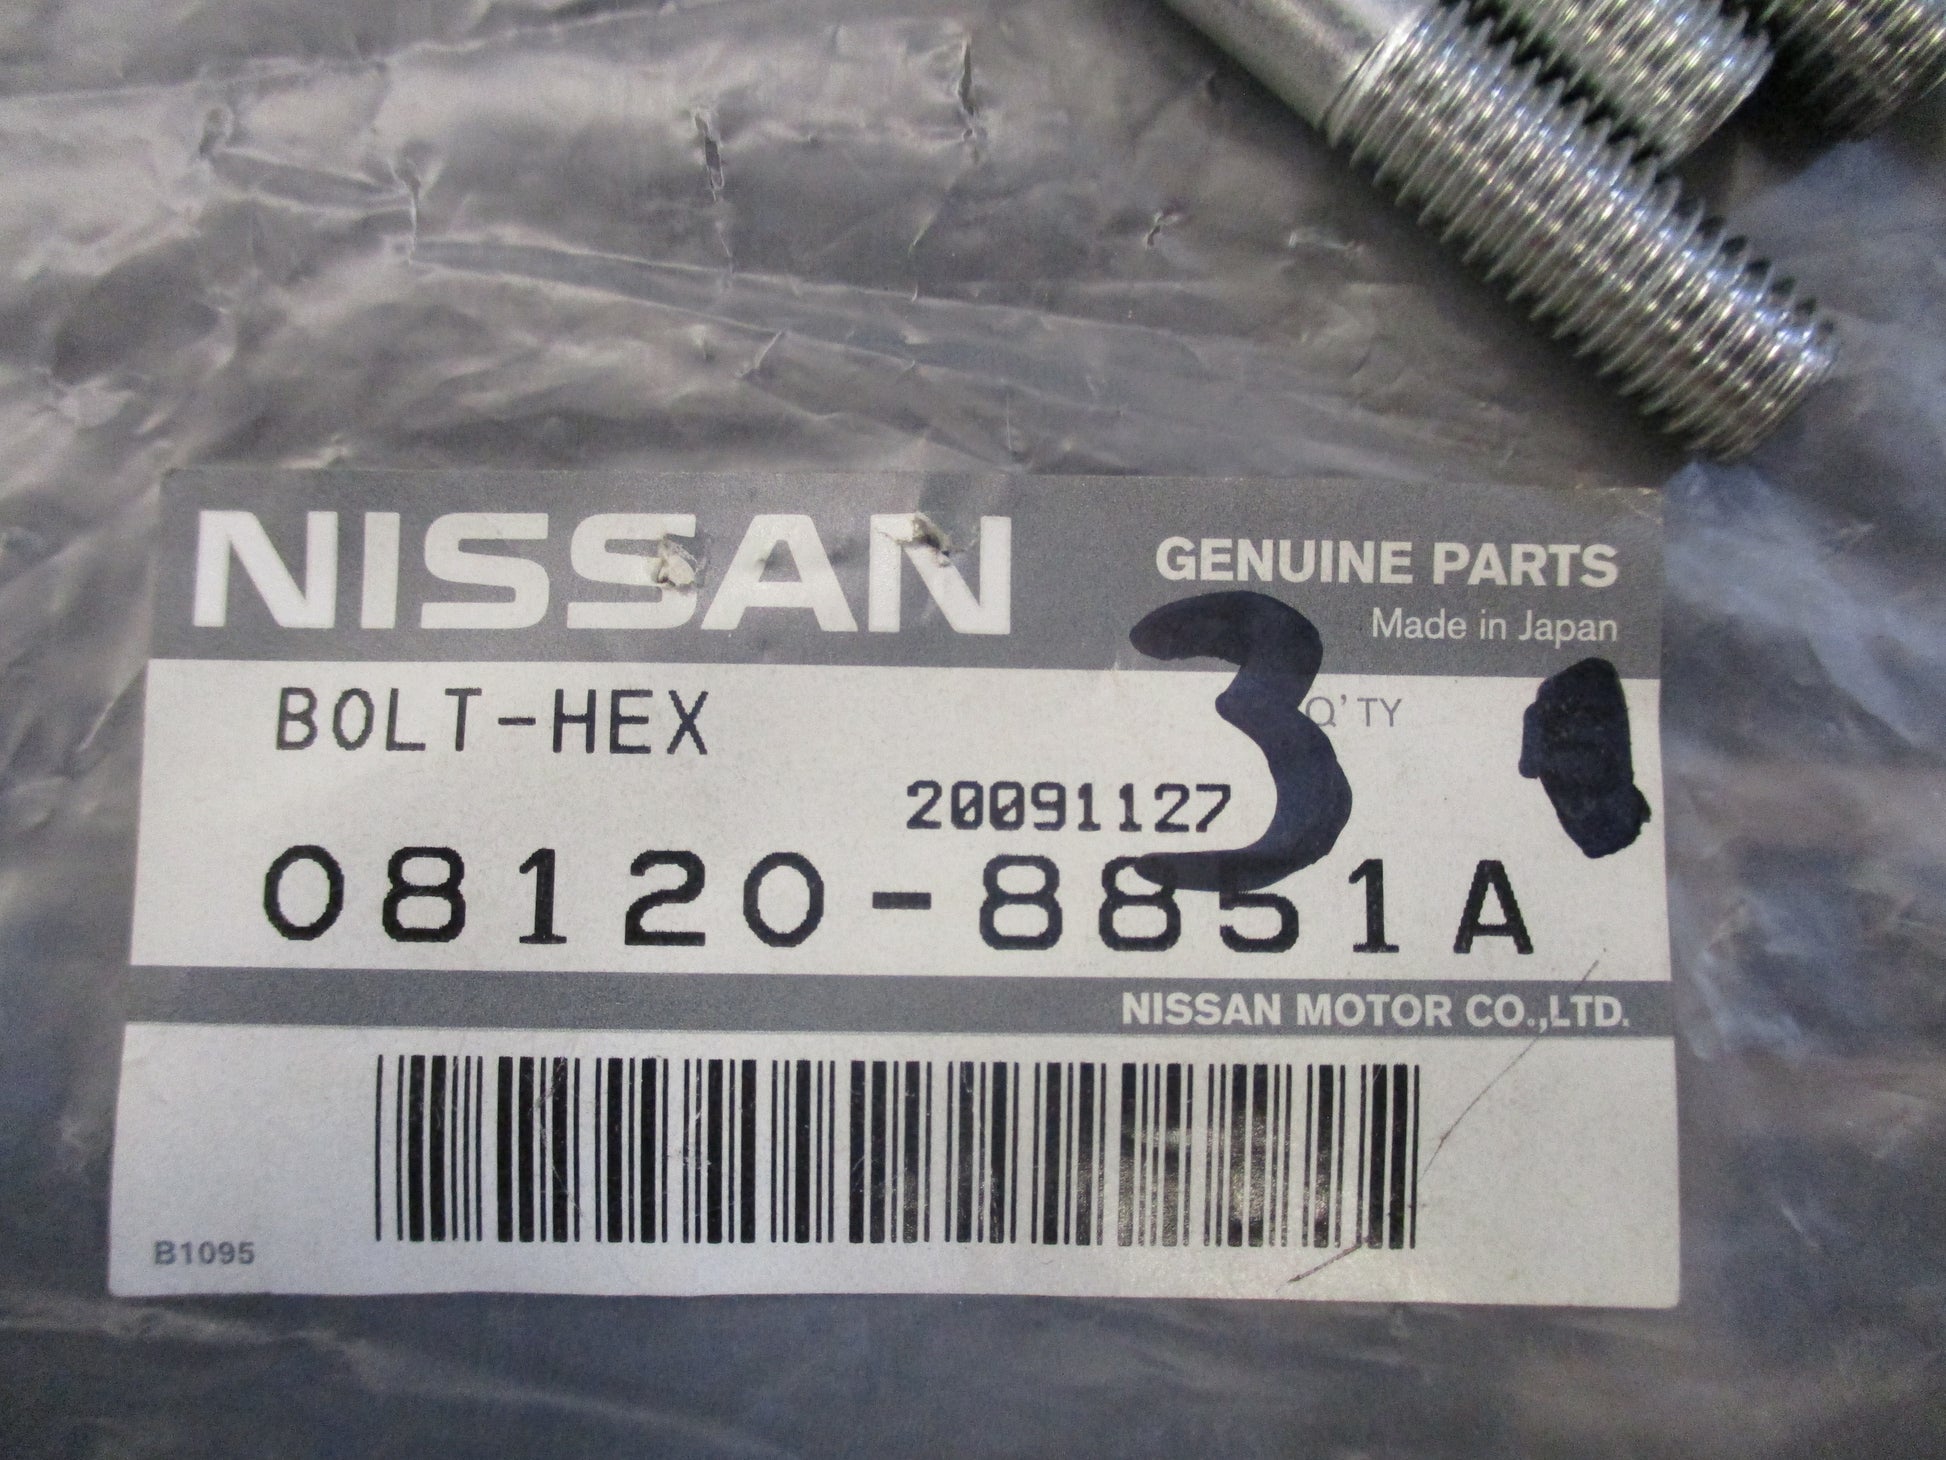 NISSAN
GENUINE PARTS
Made in Japan
BOLT-HEX
3
Q'TY
20091127
08120-8851A
NISSAN MOTOR CO.,LTD.
B1095